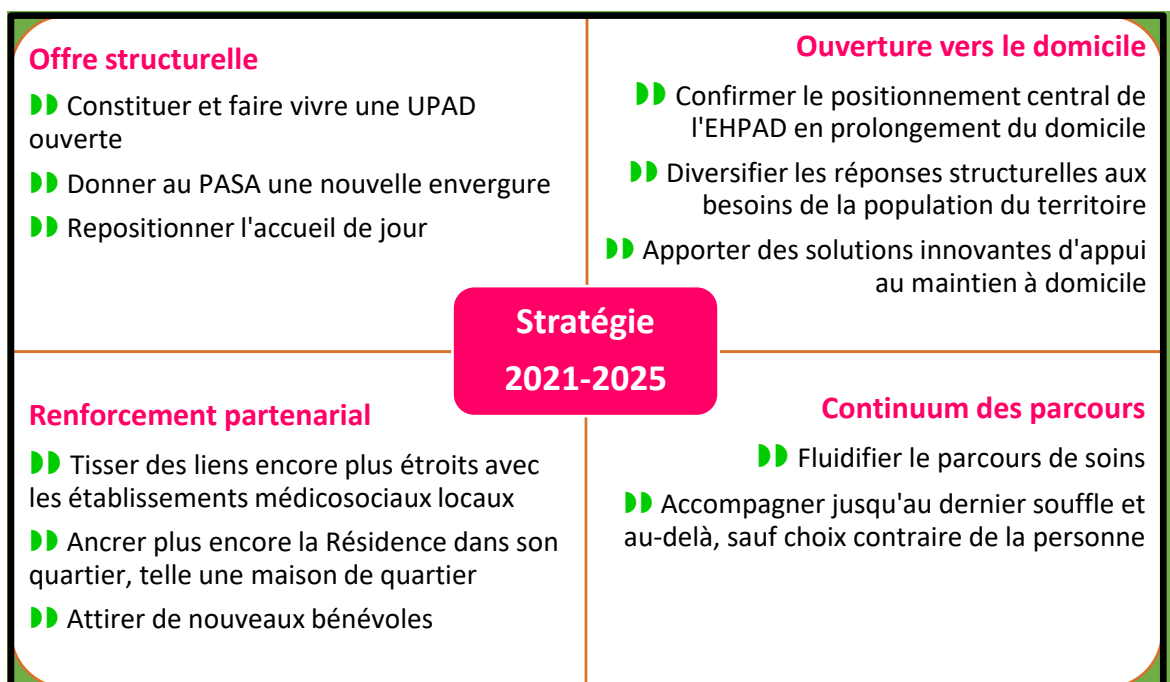 Offre structurelle
Constituer et faire vivre une UPAD
ouverte
Donner au PASA une nouvelle envergure
Repositionner l'accueil de jour
Ouverture vers le domicile
Confirmer le positionnement central de
l'EHPAD en prolongement du domicile
Diversifier les réponses structurelles aux
besoins de la population du territoire
Apporter des solutions innovantes d'appui
au maintien à domicile
Stratégie
2021-2025
Renforcement partenarial
Tisser des liens encore plus étroits avec
les établissements médicosociaux locaux
Ancrer plus encore la Résidence dans son
quartier, telle une maison de quartier
Attirer de nouveaux bénévoles
Continuum des parcours
Fluidifier le parcours de soins
Accompagner jusqu'au dernier souffle et
au-delà, sauf choix contraire de la personne